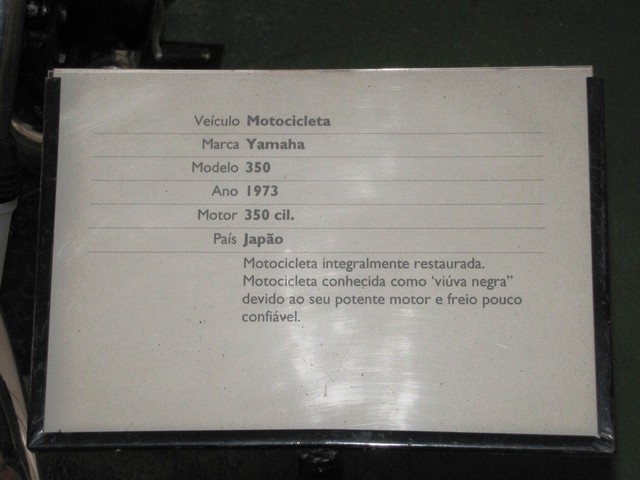 Veículo Motocicleta
Marca Yamaha
Modelo 350
Ano 1973
Motor 350 cil.
País Japão
Motocicleta integralmente restaurada.
Motocicleta conhecida como 'viúva negra"
devido ao seu potente motor e freio pouco
confiável.